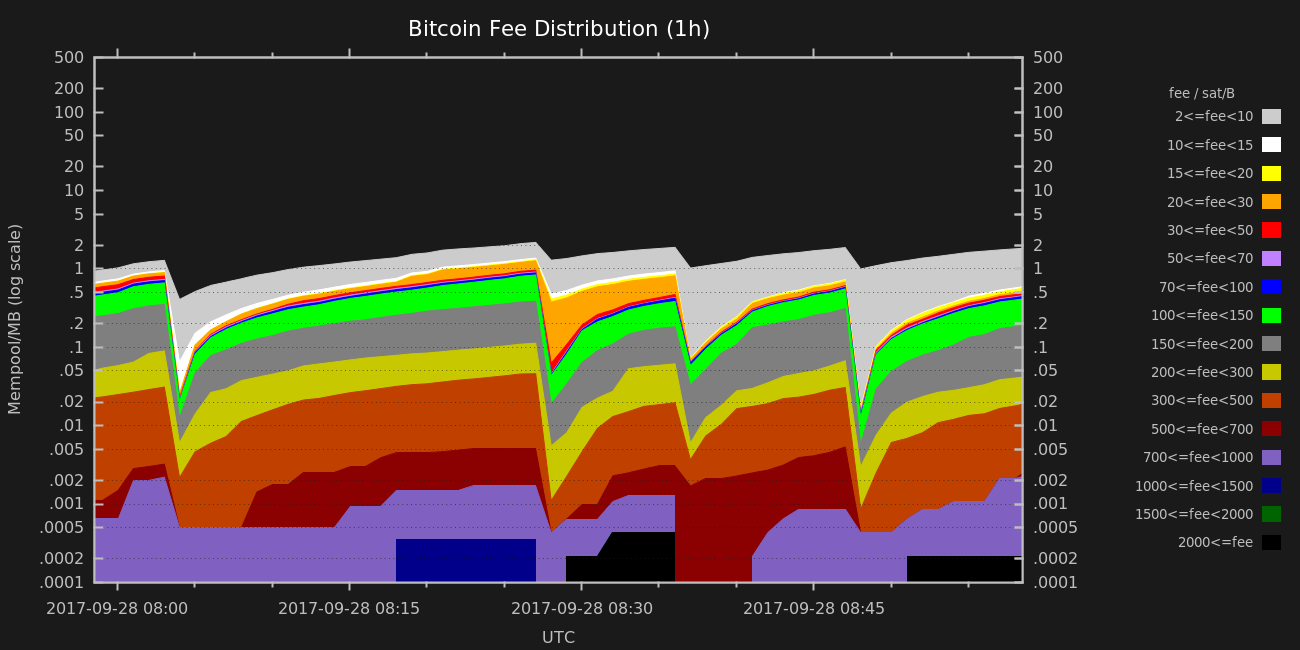 Bitcoin Fee Distribution (1h)
Mempool/MB (log scale)
500
200
100
50
20
10
5
2
1
.5
.2
.1
.05
.02
.01
.005
.002
.001
.0005
.0002
.0001
500
200
100
50
20
10
5
2
1
.5
.2
.1
.05
.02
.01
.005
.002
.001
.0005
.0002
.0001
2017-09-28 08:00
2017-09-28 08:15
2017-09-28 08:30
2017-09-28 08:45
UTC
fee / sat/B
2<=fee<10
10<=fee<15
15<=fee<20
20<=fee<30
30<=fee<50
50<=fee<70
70<=fee<100
100<=fee<150
150<=fee<200
200<=fee<300
300<=fee<500
500<=fee<700
700<=fee<1000
1000<=fee<1500
1500<=fee<2000
2000<=fee